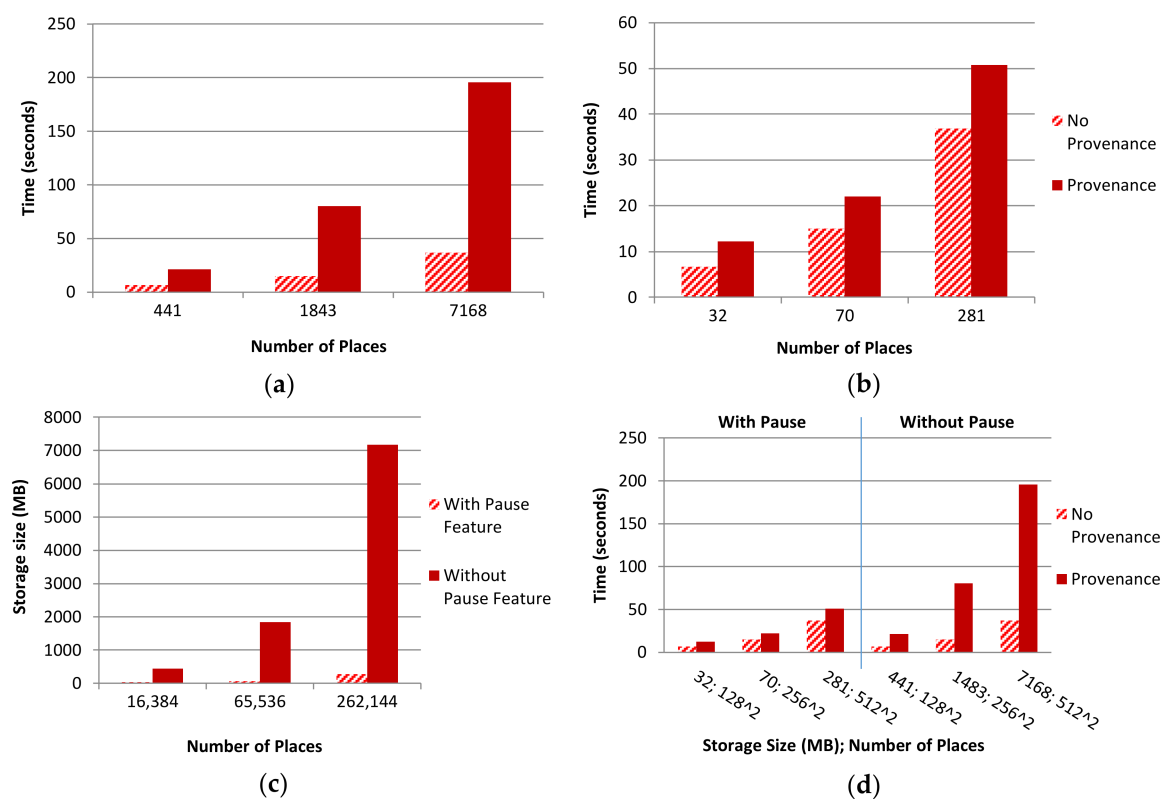 250
200
150
100
50
0
Time (seconds)
441 1843 7168
Number of Places
(a)
60
50
40
30
20
10
0
Time (seconds)
32 70 281
Number of Places
No
Provenance
Provenance
(b)
8000
7000
6000
5000
4000
3000
2000
1000
0
Storage size (MB)
16,384 65,536 262,144
Number of Places
With Pause
Feature
Without
Pause Feature
(c)
With Pause Without Pause
250
200
150
100
50
0
Time (seconds)
32; 128^2
70; 256^2
281; 512^2
441; 128^2
1483; 256^2
7168; 512^2
Storage Size (MB); Number of Places
No
Provenance
Provenance
(d)